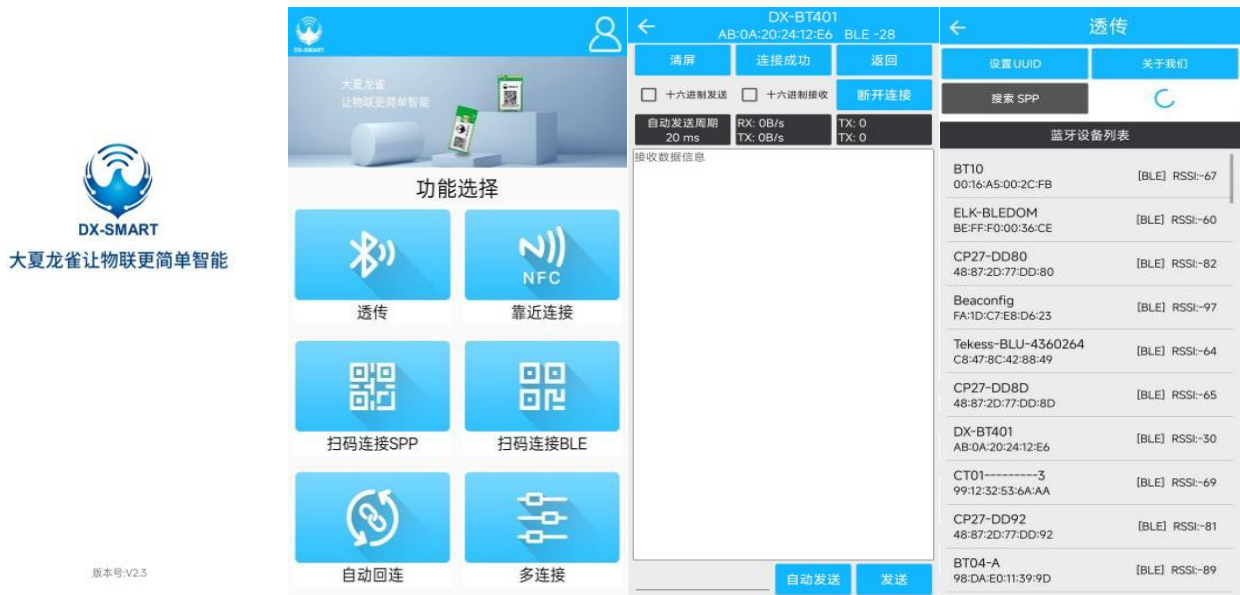 DX-SMART
大夏龙雀让物联更简单智能
版本号:V2.3
DX-SMART
大夏龙雀
让物联更简单智能
功能选择
NFC
透传
靠近连接
扫码连接SPP
扫码连接BLE
自动回连
多连接
DX-BT401
AB:0A:20:24:12:E6 BLE -28
清屏
连接成功
返回
十六进制发送
十六进制接收
断开连接
自动发送周期
20 ms
RX: 0B/s
TX: 0B/s
TX: 0
TX: 0
接收数据信息
自动发送
发送
透传
设置UUID
关于我们
搜索 SPP
蓝牙设备列表
BT10
00:16:A5:00:2C:FB
[BLE] RSSI:-67
ELK-BLEDOM
BE:FF:F0:00:36:CE
[BLE] RSSI:-60
CP27-DD80
48:87:2D:77:DD:80
[BLE] RSSI:-82
Beaconfig
FA:1D:C7:E8:D6:23
[BLE] RSSI:-97
Tekess-BLU-4360264
C8:47:8C:42:88:49
[BLE] RSSI:-64
CP27-DD8D
48:87:2D:77:DD:8D
[BLE] RSSI:-65
DX-BT401
AB:0A:20:24:12:E6
[BLE] RSSI:-30
CT01---------3
99:12:32:53:6A:AA
[BLE] RSSI:-69
CP27-DD92
48:87:2D:77:DD:92
[BLE] RSSI:-81
BT04-A
98:DA:E0:11:39:9D
[BLE] RSSI:-89